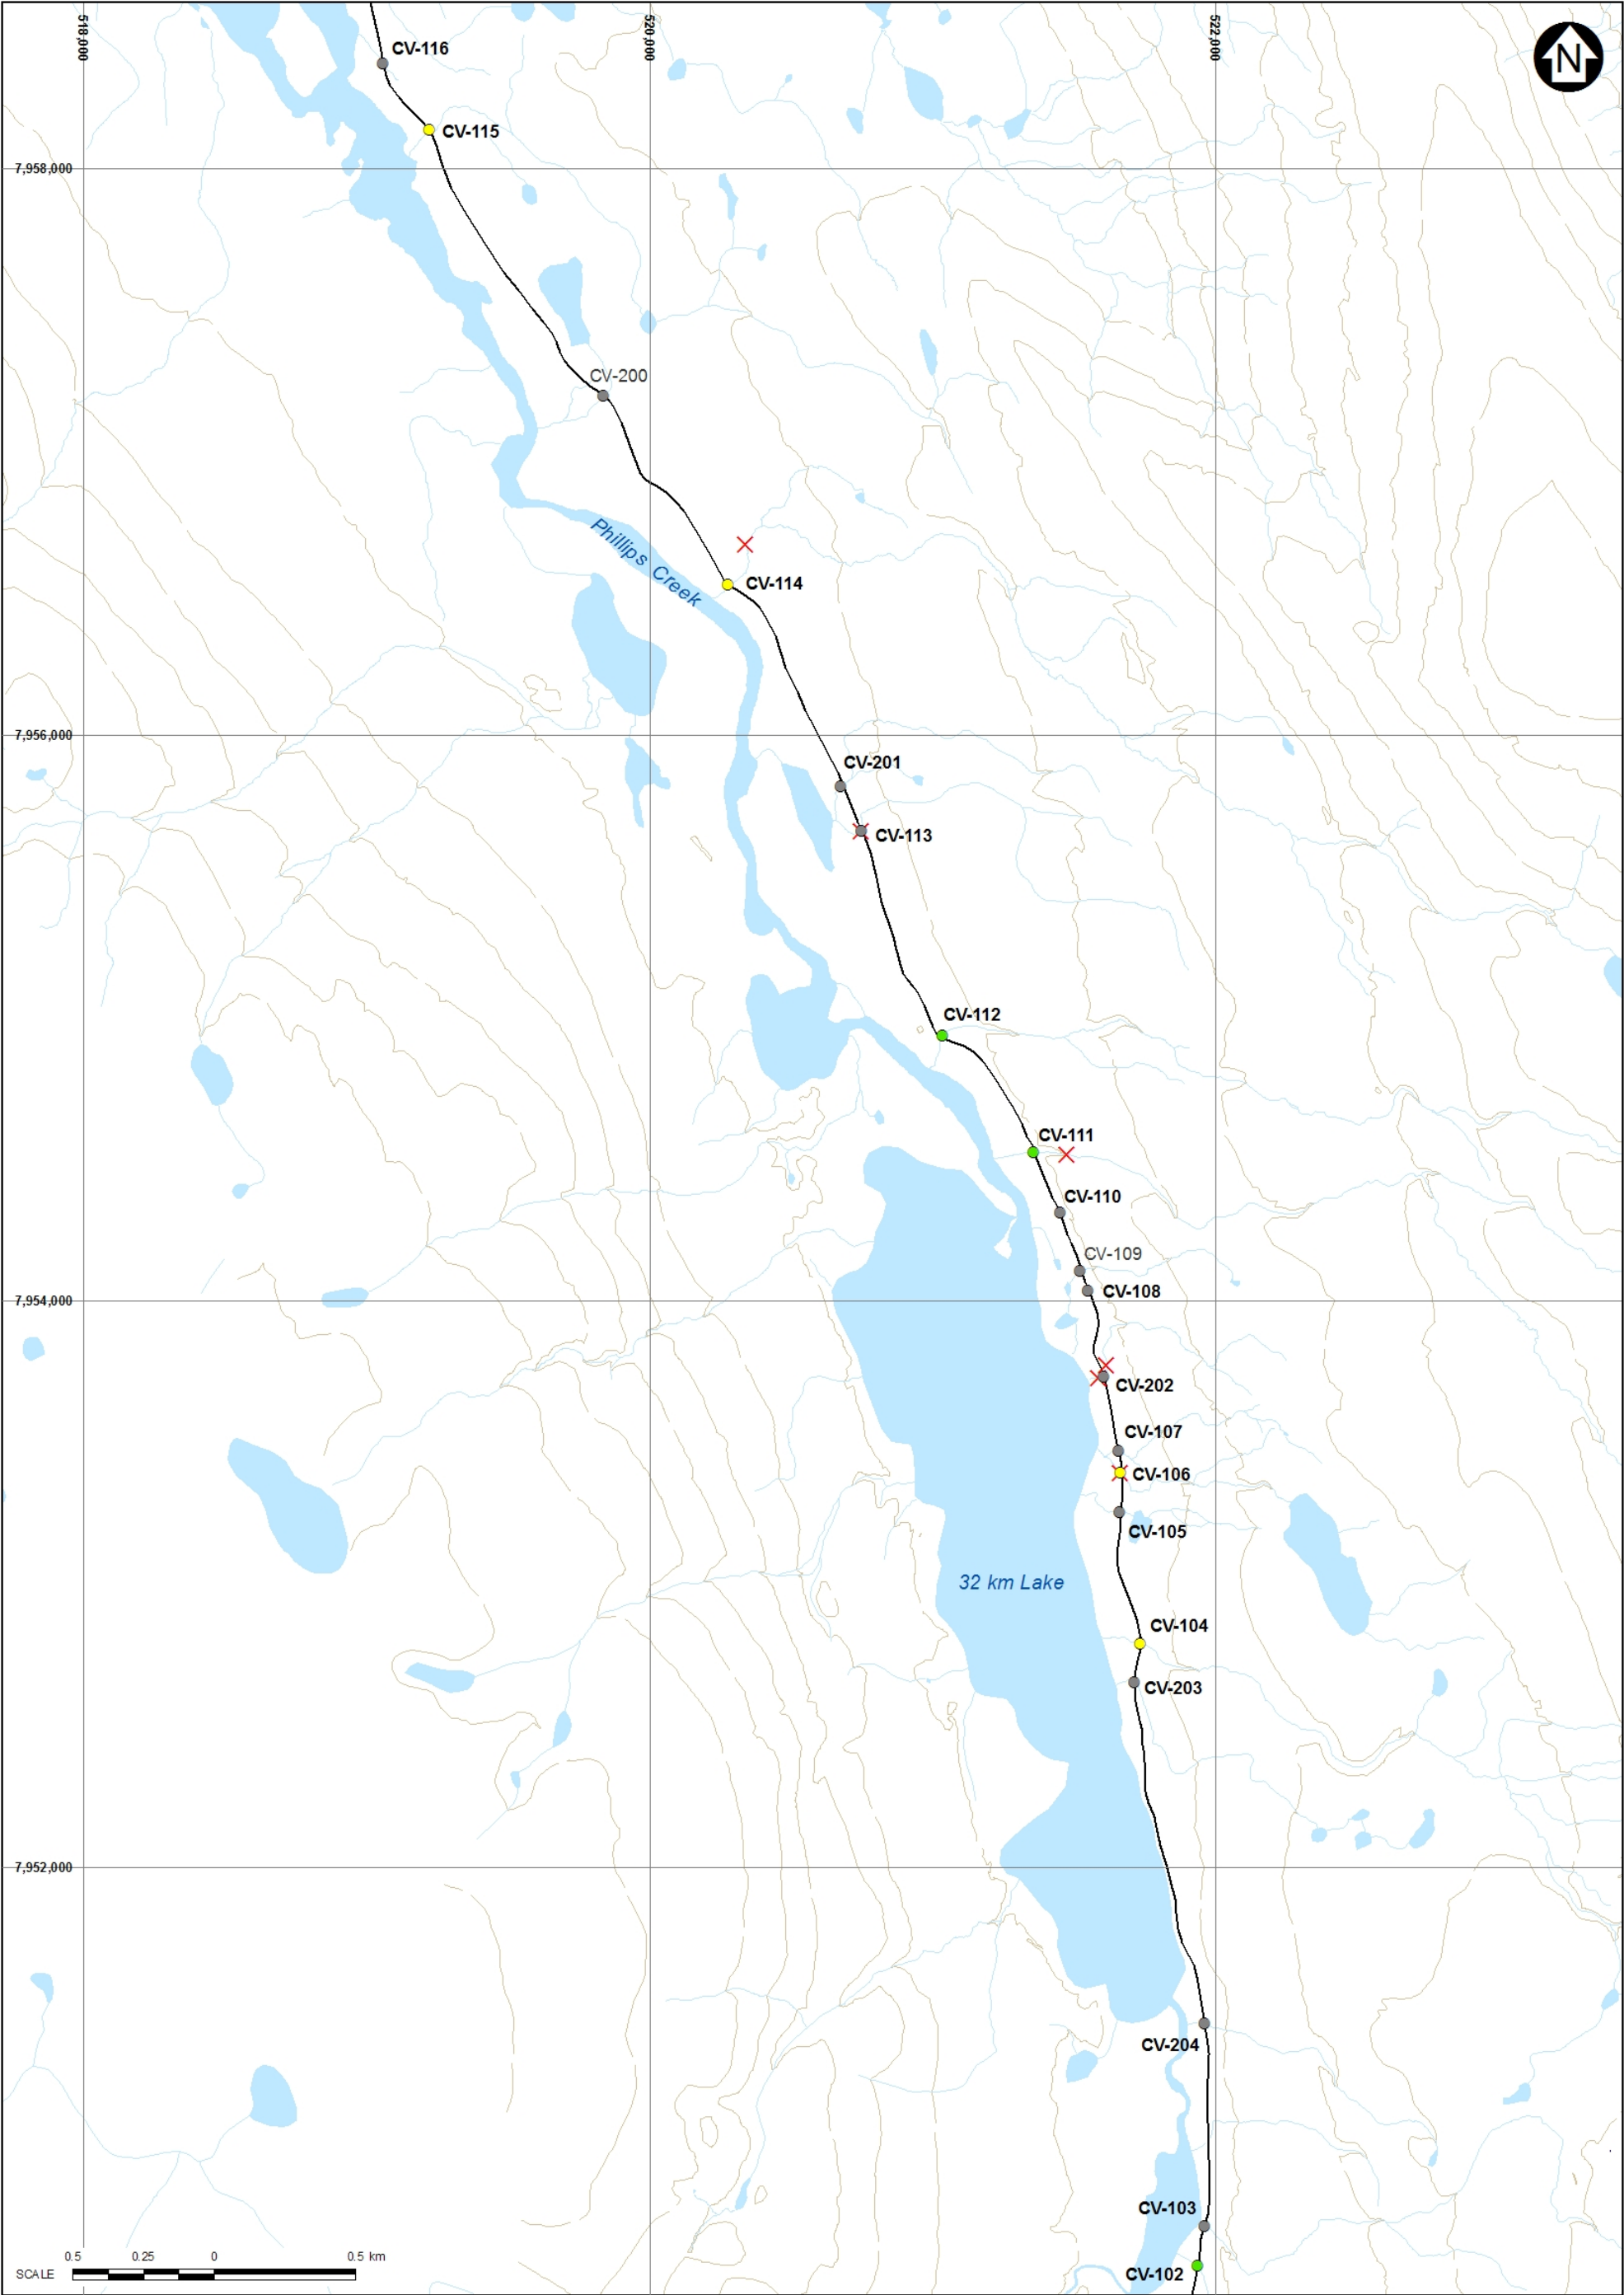 518,000
520,000
522,000
N
CV-116
CV-115
7,958,000
CV-200
Phillips Creek
CV-114
7,956,000
CV-201
CV-113
CV-112
CV-111
CV-110
CV-109
CV-108
7,954,000
CV-202
CV-107
CV-106
CV-105
32 km Lake
CV-104
CV-203
7,952,000
CV-204
CV-103
CV-102
0.5 0.25 0 0.5 km
SCALE